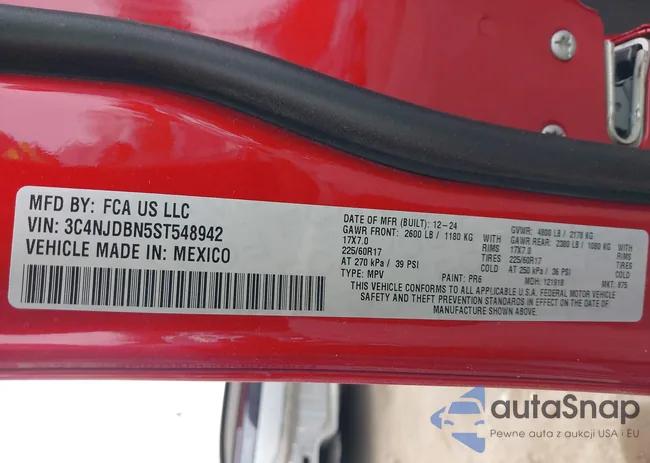 MFD BY: FCA US LLC
VIN: 3C4NJDBN5ST548942
VEHICLE MADE IN: MEXICO
DATE OF MFR (BUILT): 12-24
GAWR FRONT: 2600 LB / 1180 KG WITH
17X7.0 RIMS
225/60R17 TIRES
AT 270 kPa / 39 PSI COLD
TYPE: MPV
GVWR: 4800 LB / 2178 KG
GAWR REAR: 2380 LB / 1080 KG WITH
17X7.0 RIMS
225/60R17 TIRES
AT 250 kPa / 36 PSI COLD
PAINT: PR6 MDH: 121918 MKT: 875
THIS VEHICLE CONFORMS TO ALL APPLICABLE U.S.A. FEDERAL MOTOR VEHICLE
SAFETY AND THEFT PREVENTION STANDARDS IN EFFECT ON THE DATE OF
MANUFACTURE SHOWN ABOVE.
autaSnap
Pewne auta z aukcji USA i EU